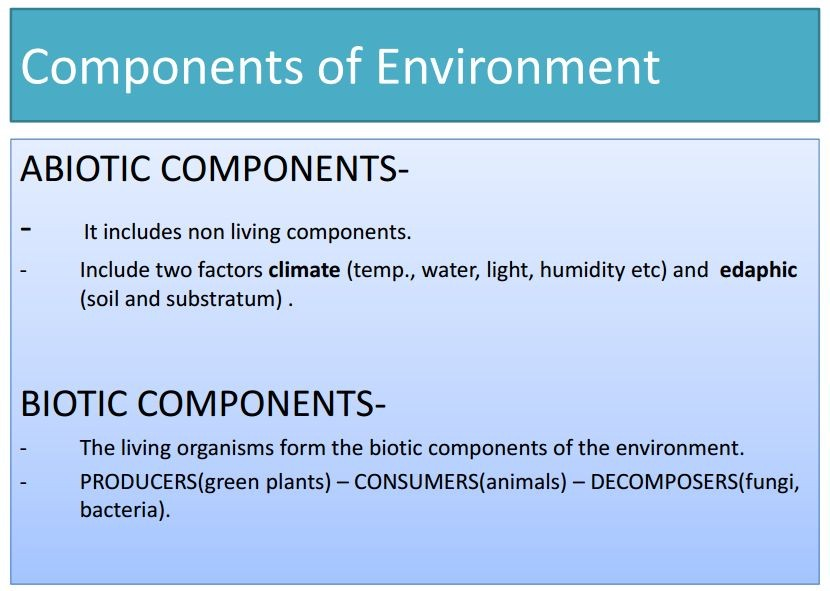 Components of Environment
ABIOTIC COMPONENTS-
- It includes non living components.
- Include two factors climate (temp., water, light, humidity etc) and edaphic
(soil and substratum) .
BIOTIC COMPONENTS-
- The living organisms form the biotic components of the environment.
- PRODUCERS(green plants) – CONSUMERS(animals) – DECOMPOSERS(fungi,
bacteria).